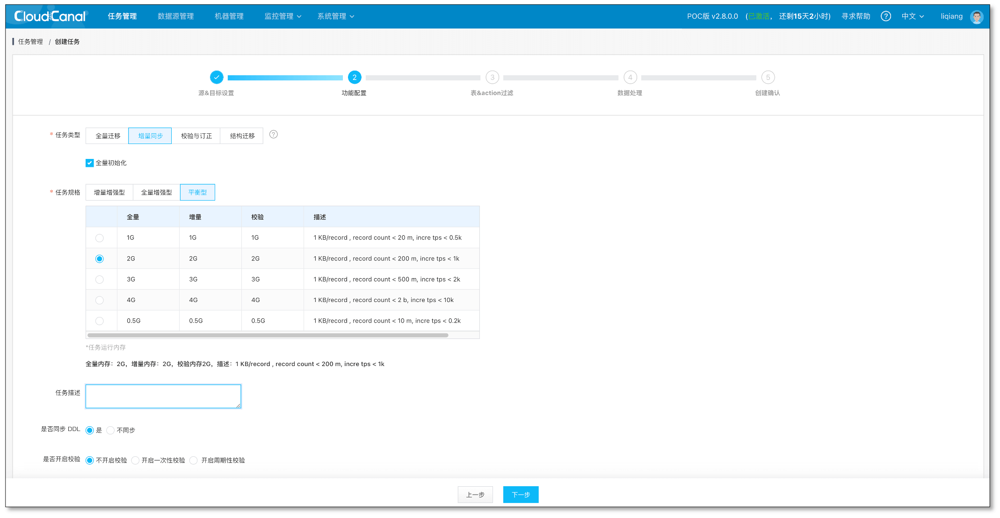 CloudCanal 任务管理 数据源管理 机器管理 监控管理 系统管理 POC版 v2.8.0.0 (已激活, 还剩15天2小时) 寻求帮助 ? 中文 liqiang
任务管理 / 创建任务
2 3 4 5
源&目标设置 功能配置 表&action过滤 数据处理 创建确认
* 任务类型 全量迁移 增量同步 校验与订正 结构迁移 ?
全量初始化
* 任务规格 增量增强型 全量增强型 平衡型
全量 增量 校验 描述
1G 1G 1G 1 KB/record , record count < 20 m, incre tps < 0.5k
2G 2G 2G 1 KB/record , record count < 200 m, incre tps < 1k
3G 3G 3G 1 KB/record , record count < 500 m, incre tps < 2k
4G 4G 4G 1 KB/record , record count < 2 b, incre tps < 10k
0.5G 0.5G 0.5G 1 KB/record , record count < 10 m, incre tps < 0.2k
*任务运行内存
全量内存：2G，增量内存：2G，校验内存2G，描述：1 KB/record , record count < 200 m, incre tps < 1k
任务描述
是否同步 DDL 是 不同步
是否开启校验 不开启校验 开启一次性校验 开启周期性校验
上一步 下一步